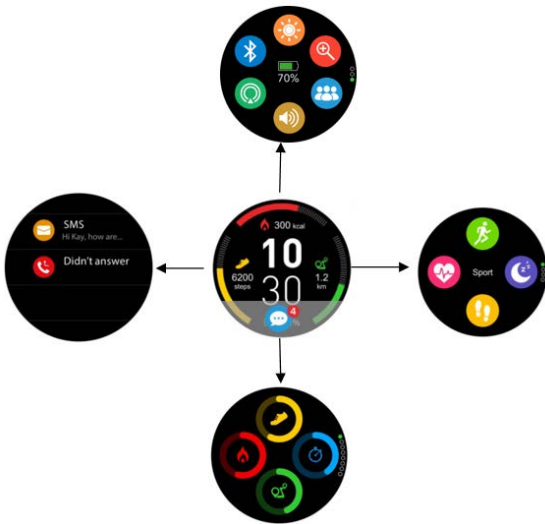 70%
SMS
Hi Kay, how are...
Didn't answer
300 kcal
10
30
6200
steps
1.2
km
4
Sport